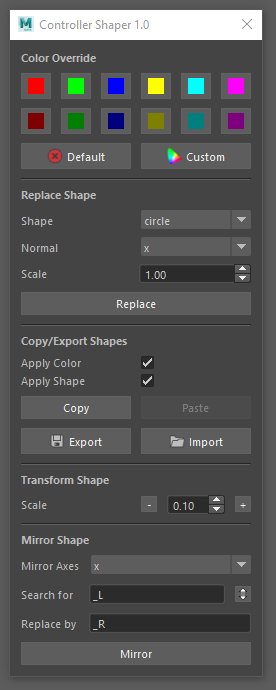 Controller Shaper 1.0
Color Override
Default Custom
Replace Shape
Shape circle
Normal x
Scale 1.00
Replace
Copy/Export Shapes
Apply Color
Apply Shape
Copy Paste
Export Import
Transform Shape
Scale - 0.10 +
Mirror Shape
Mirror Axes x
Search for _L
Replace by _R
Mirror